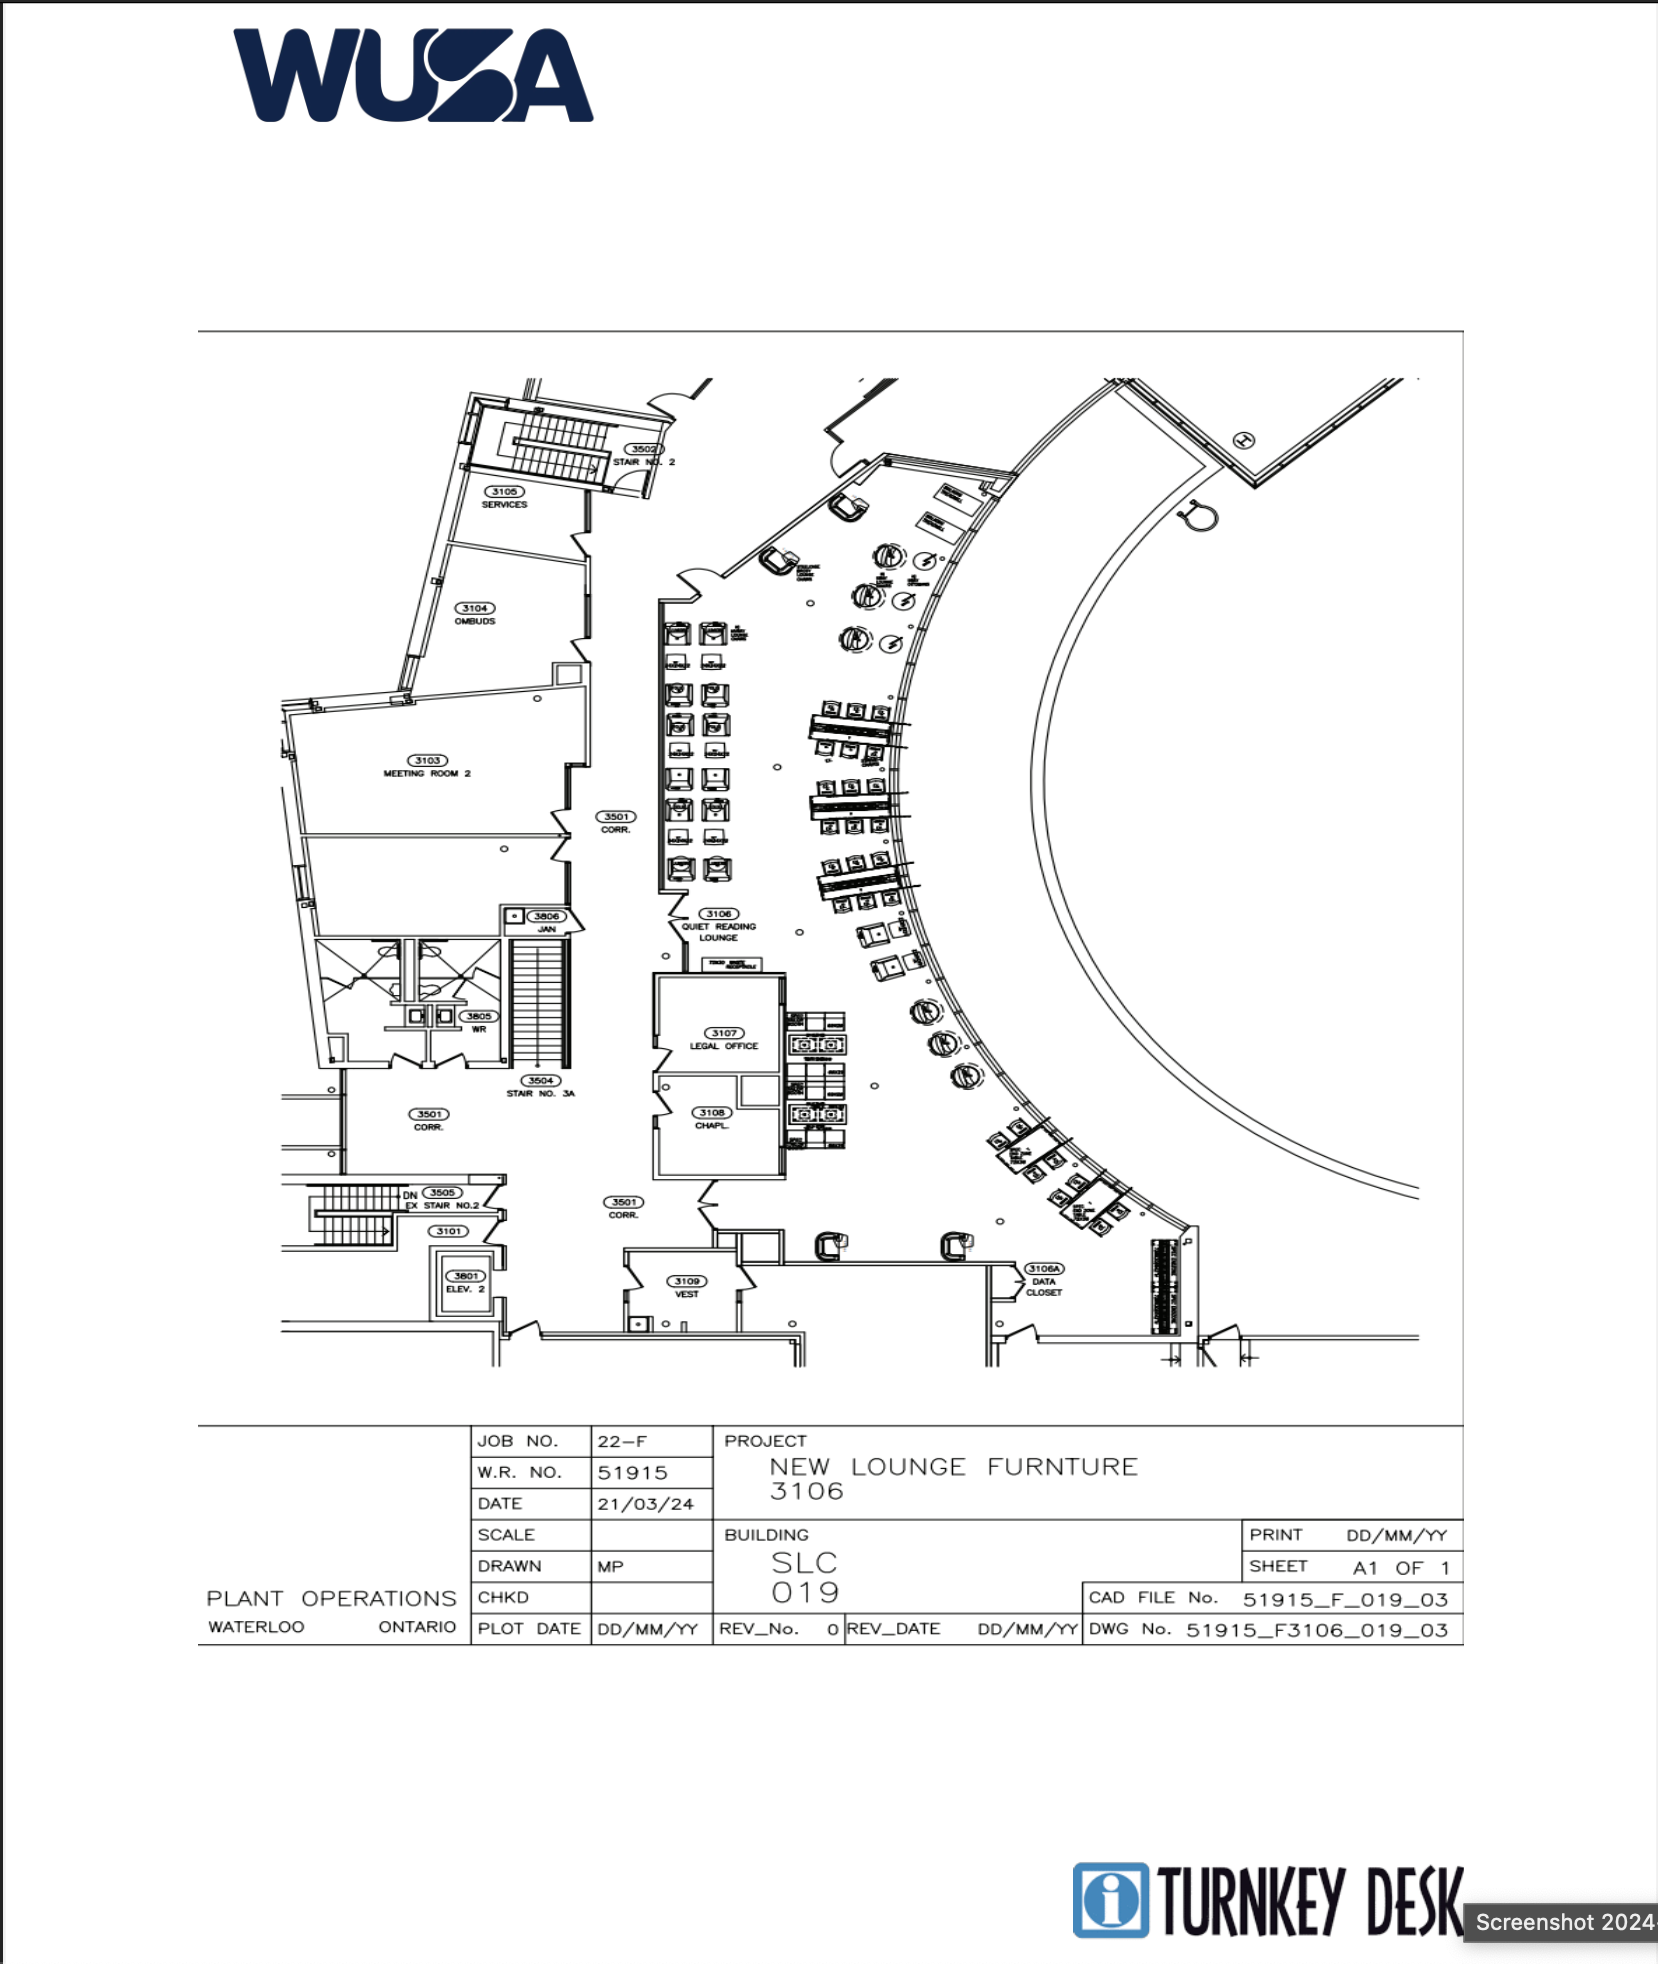 WUSA
3502
STAIR NO. 2
3105
SERVICES
3104
OMBUDS
3103
MEETING ROOM 2
3501
CORR.
3106
QUIET READING
LOUNGE
3806
JAN
3805
WR
3107
LEGAL OFFICE
3504
STAIR NO. 3A
3108
CHAPL.
3501
CORR.
DN 3505
EX STAIR NO.2
3501
CORR.
3101
3801
ELEV. 2
3109
VEST
3106A
DATA
CLOSET
JOB NO. 22-F
W.R. NO. 51915
DATE 21/03/24
SCALE
DRAWN MP
CHKD
PLOT DATE DD/MM/YY
PROJECT
NEW LOUNGE FURNTURE
3106
BUILDING
SLC
019
PRINT DD/MM/YY
SHEET A1 OF 1
CAD FILE No. 51915_F_019_03
REV_No. 0 REV_DATE DD/MM/YY DWG No. 51915_F3106_019_03
PLANT OPERATIONS
WATERLOO ONTARIO
i TURNKEY DESK
Screenshot 2024-